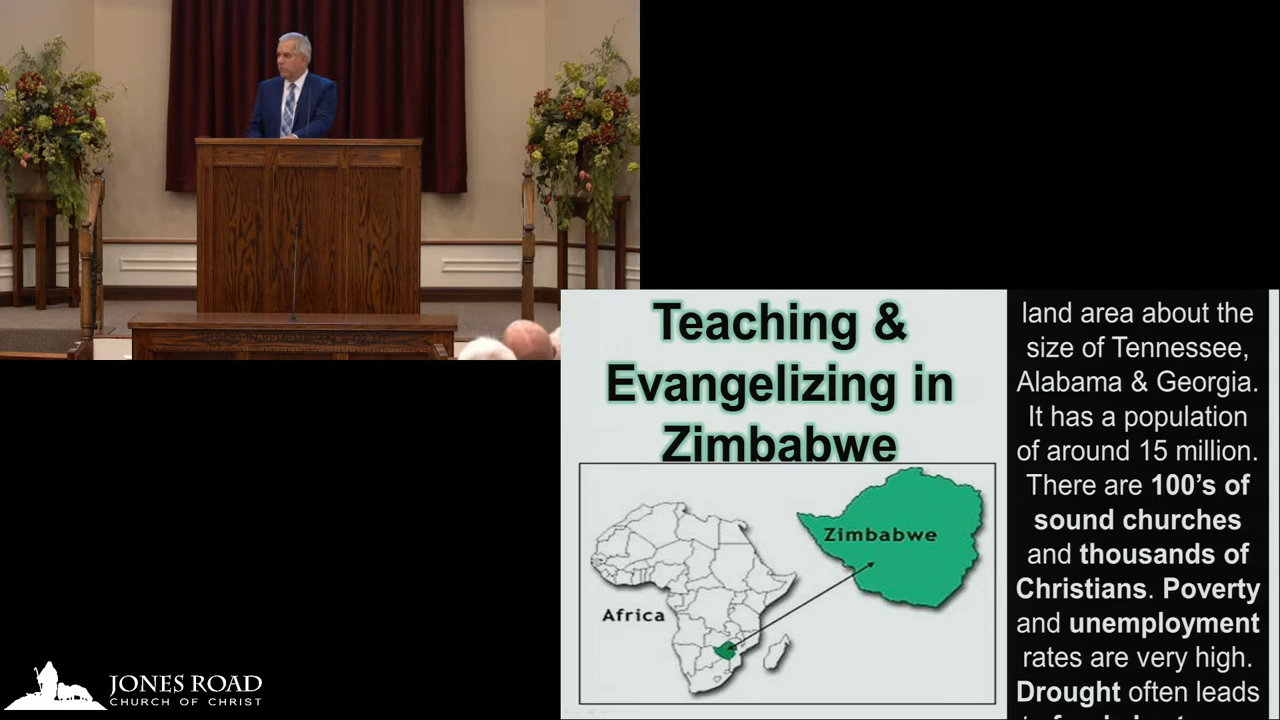 Teaching &
Evangelizing in
Zimbabwe
Zimbabwe
Africa
land area about the
size of Tennessee,
Alabama & Georgia.
It has a population
of around 15 million.
There are 100's of
sound churches
and thousands of
Christians. Poverty
and unemployment
rates are very high.
Drought often leads
JONES ROAD
CHURCH OF CHRIST